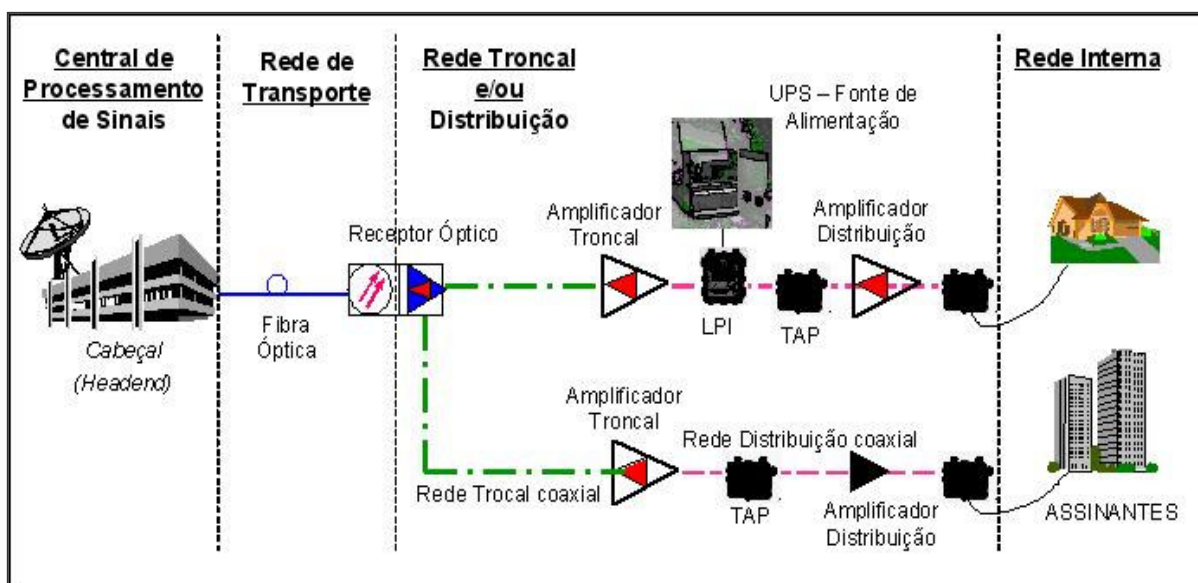 Central de
Processamento
de Sinais
Rede de
Transporte
Rede Troncal
e/ou
Distribuição
Rede Interna
UPS – Fonte de
Alimentação
Receptor Óptico
Amplificador
Troncal
Amplificador
Distribuição
Fibra
Óptica
LPI
TAP
Cabeçal
(Headend)
Amplificador
Troncal
Rede Distribuição coaxial
Rede Trocal coaxial
TAP
Amplificador
Distribuição
ASSINANTES